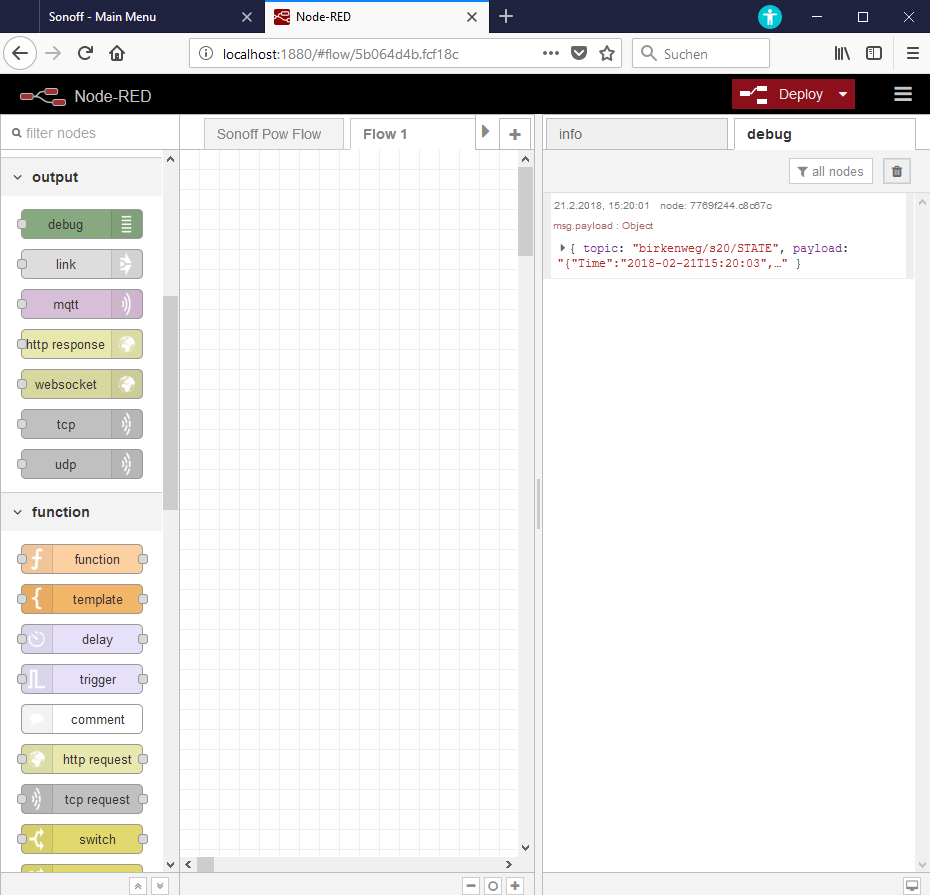 Sonoff - Main Menu
Node-RED
localhost:1880/#flow/5b064d4b.fcf18c
Suchen
Node-RED
Deploy
filter nodes
Sonoff Pow Flow
Flow 1
info
debug
output
debug
link
mqtt
http response
websocket
tcp
udp
function
function
template
delay
trigger
comment
http request
tcp request
switch
all nodes
21.2.2018, 15:20:01 node: 7769f244.c8c67c
msg.payload : Object
{ topic: "birkenweg/s20/STATE", payload:
"{"Time":"2018-02-21T15:20:03",…" }